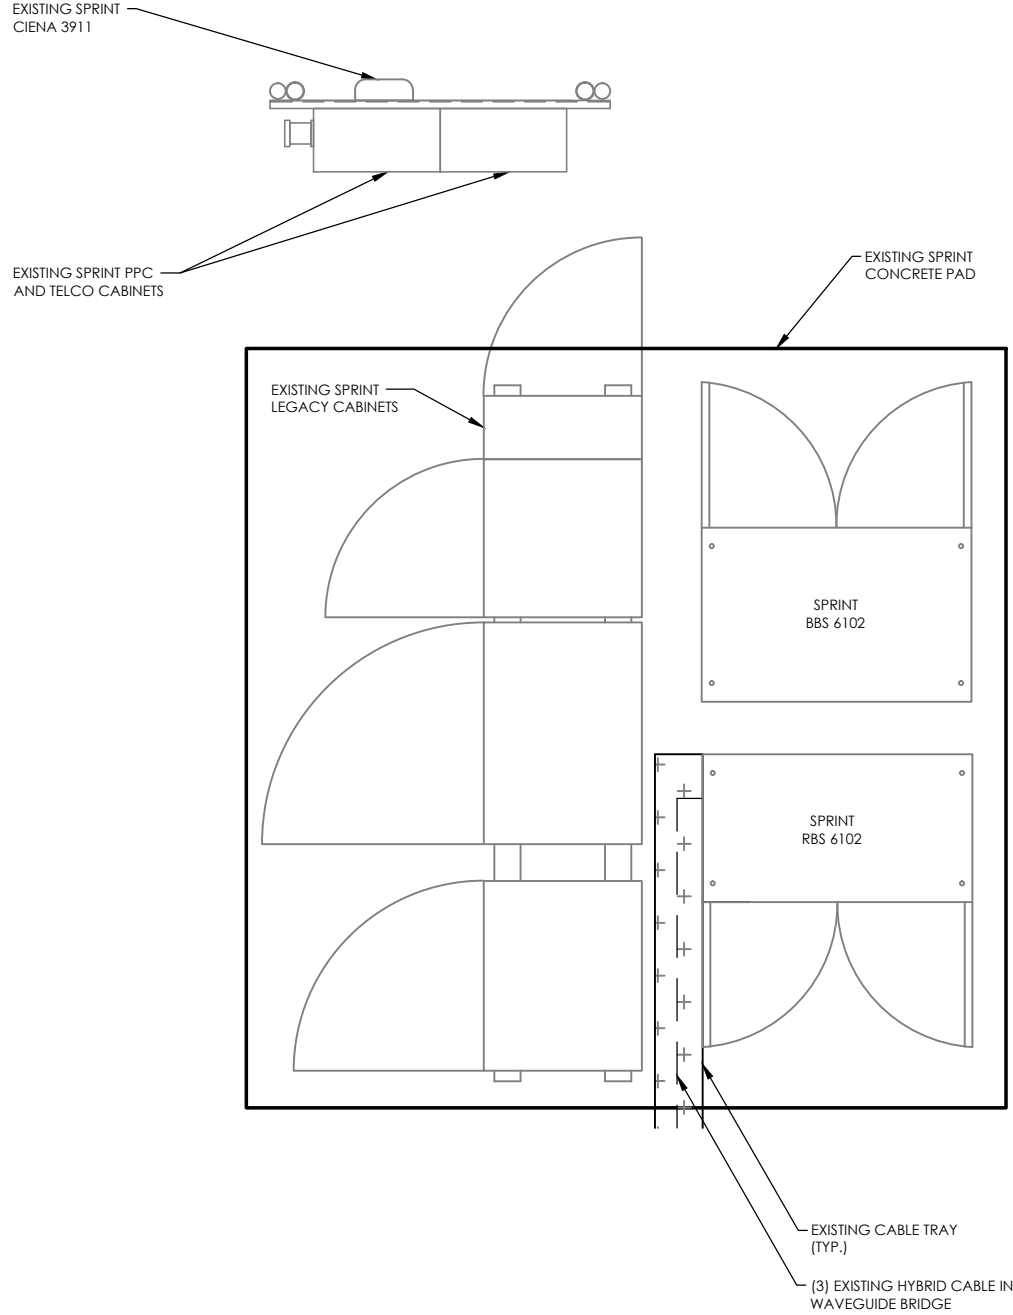 EXISTING SPRINT
CIENA 3911
EXISTING SPRINT PPC
AND TELCO CABINETS
EXISTING SPRINT
CONCRETE PAD
EXISTING SPRINT
LEGACY CABINETS
SPRINT
BBS 6102
SPRINT
RBS 6102
EXISTING CABLE TRAY
(TYP.)
(3) EXISTING HYBRID CABLE IN
WAVEGUIDE BRIDGE